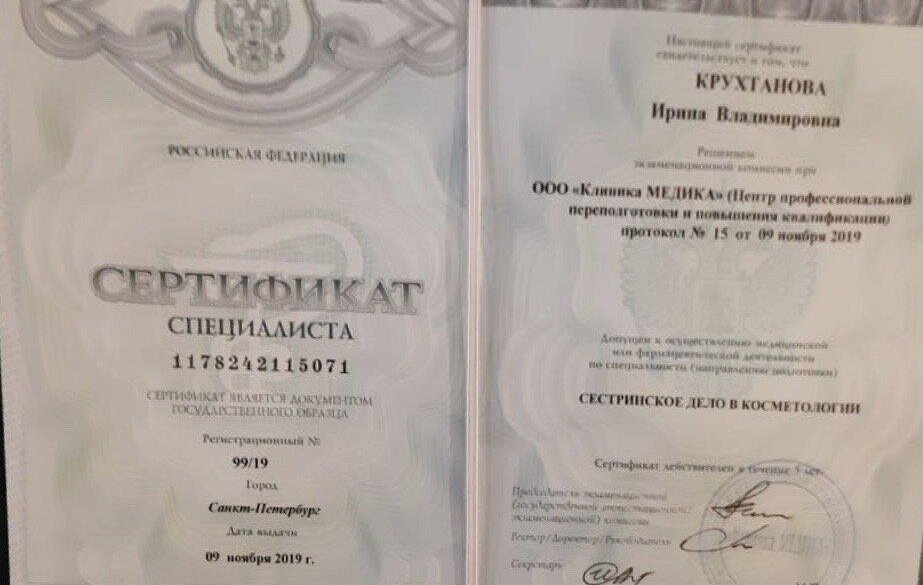 РОССИЙСКАЯ ФЕДЕРАЦИЯ
СЕРТИФИКАТ
СПЕЦИАЛИСТА
1178242115071
СЕРТИФИКАТ ЯВЛЯЕТСЯ ДОКУМЕНТОМ
ГОСУДАРСТВЕННОГО ОБРАЗЦА
Регистрационный №
99/19
Город
Санкт-Петербург
Дата выдачи
09 ноября 2019 г.
Настоящий сертификат
свидетельствует о том, что
КРУХТАНОВА
Ирина Владимировна
Решением
экзаменационной комиссии при
ООО «Клиника МЕДИКА» (Центр профессиональной
переподготовки и повышения квалификации)
протокол № 15 от 09 ноября 2019
Допущен к осуществлению медицинской
или фармацевтической деятельности
по специальности (направлению подготовки)
СЕСТРИНСКОЕ ДЕЛО В КОСМЕТОЛОГИИ
Сертификат действителен в течение 5 лет
Председатель экзаменационной
(государственной аттестационной/
экзаменационной) комиссии
Ректор/Директор/Руководитель
Секретарь